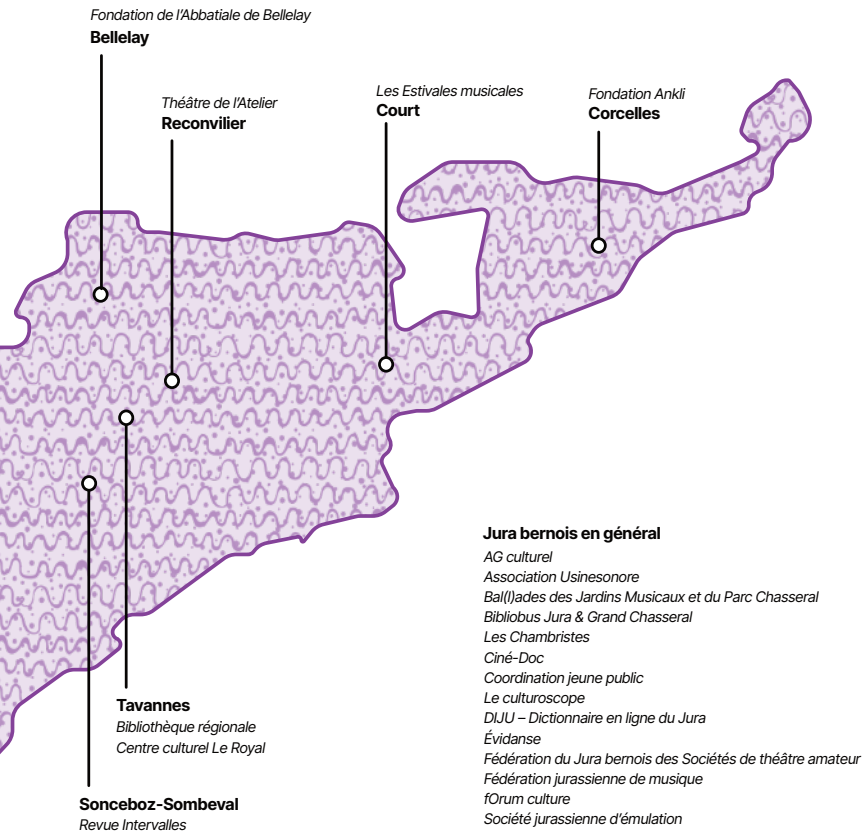 Fondation de l'Abbatiale de Bellelay
Bellelay
Théâtre de l'Atelier
Reconvilier
Les Estivales musicales
Court
Fondation Ankli
Corcelles
Tavannes
Bibliothèque régionale
Centre culturel Le Royal
Sonceboz-Sombeval
Revue Intervalles
Jura bernois en général
AG culturel
Association Usinesonore
Bal(l)ades des Jardins Musicaux et du Parc Chasseral
Bibliobus Jura & Grand Chasseral
Les Chambristes
Ciné-Doc
Coordination jeune public
Le culturoscope
DIJU – Dictionnaire en ligne du Jura
Évidanse
Fédération du Jura bernois des Sociétés de théâtre amateur
Fédération jurassienne de musique
fOrum culture
Société jurassienne d'émulation